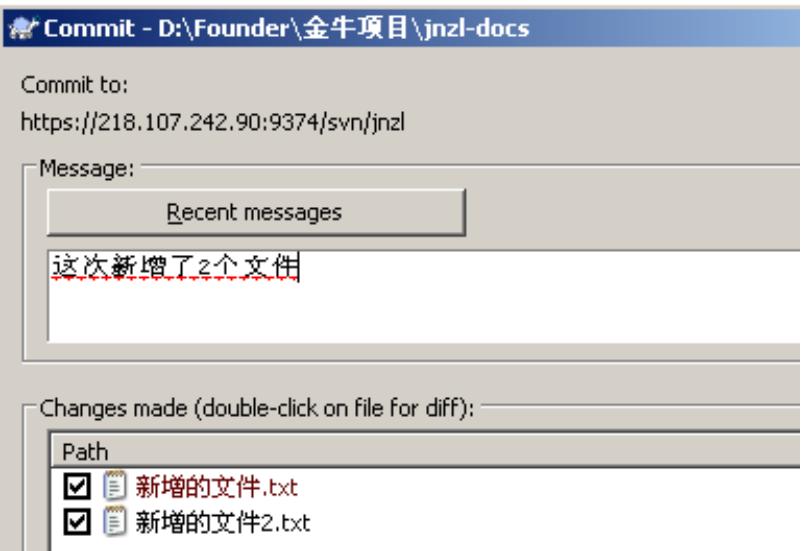 Commit - D:\Founder\金牛项目\jnzl-docs
Commit to:
https://218.107.242.90:9374/svn/jnzl
Message:
Recent messages
这次新增了2个文件
Changes made (double-click on file for diff):
Path
新增的文件.txt
新增的文件2.txt